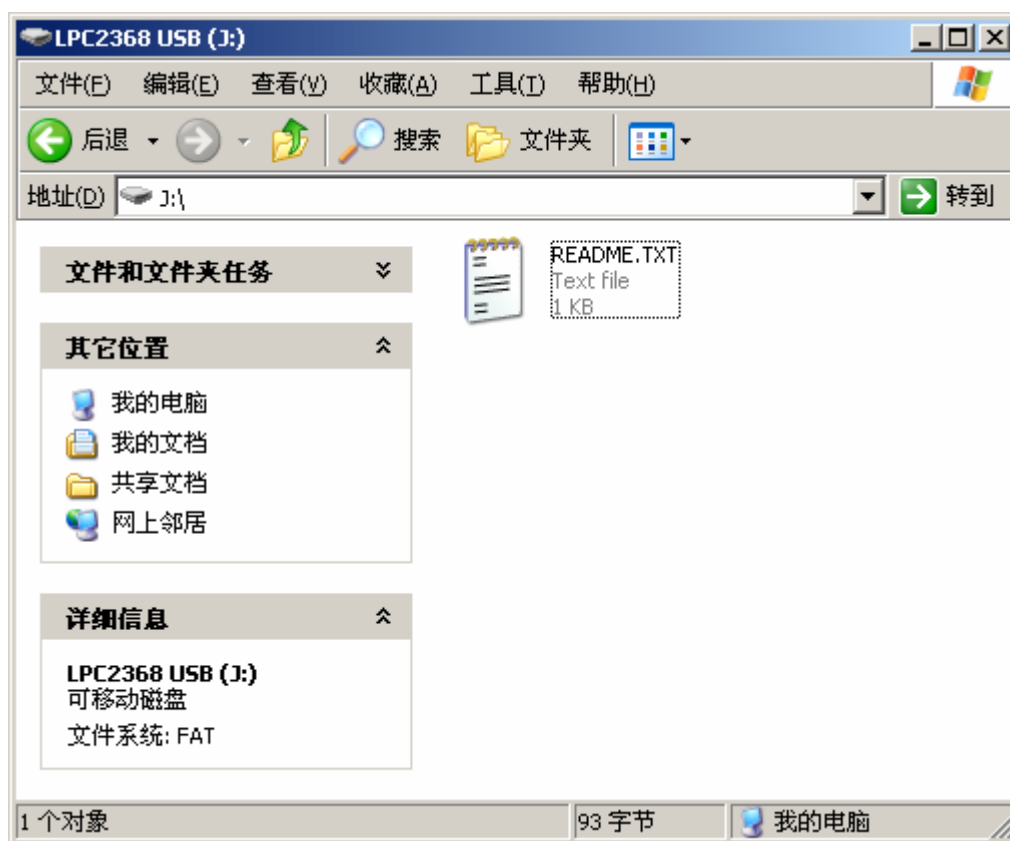 LPC2368 USB (J:)
文件(F) 编辑(E) 查看(V) 收藏(A) 工具(T) 帮助(H)
后退 搜索 文件夹
地址(D) J:\ 转到
文件和文件夹任务
README.TXT
Text file
1 KB
其它位置
我的电脑
我的文档
共享文档
网上邻居
详细信息
LPC2368 USB (J:)
可移动磁盘
文件系统: FAT
1 个对象 93 字节 我的电脑